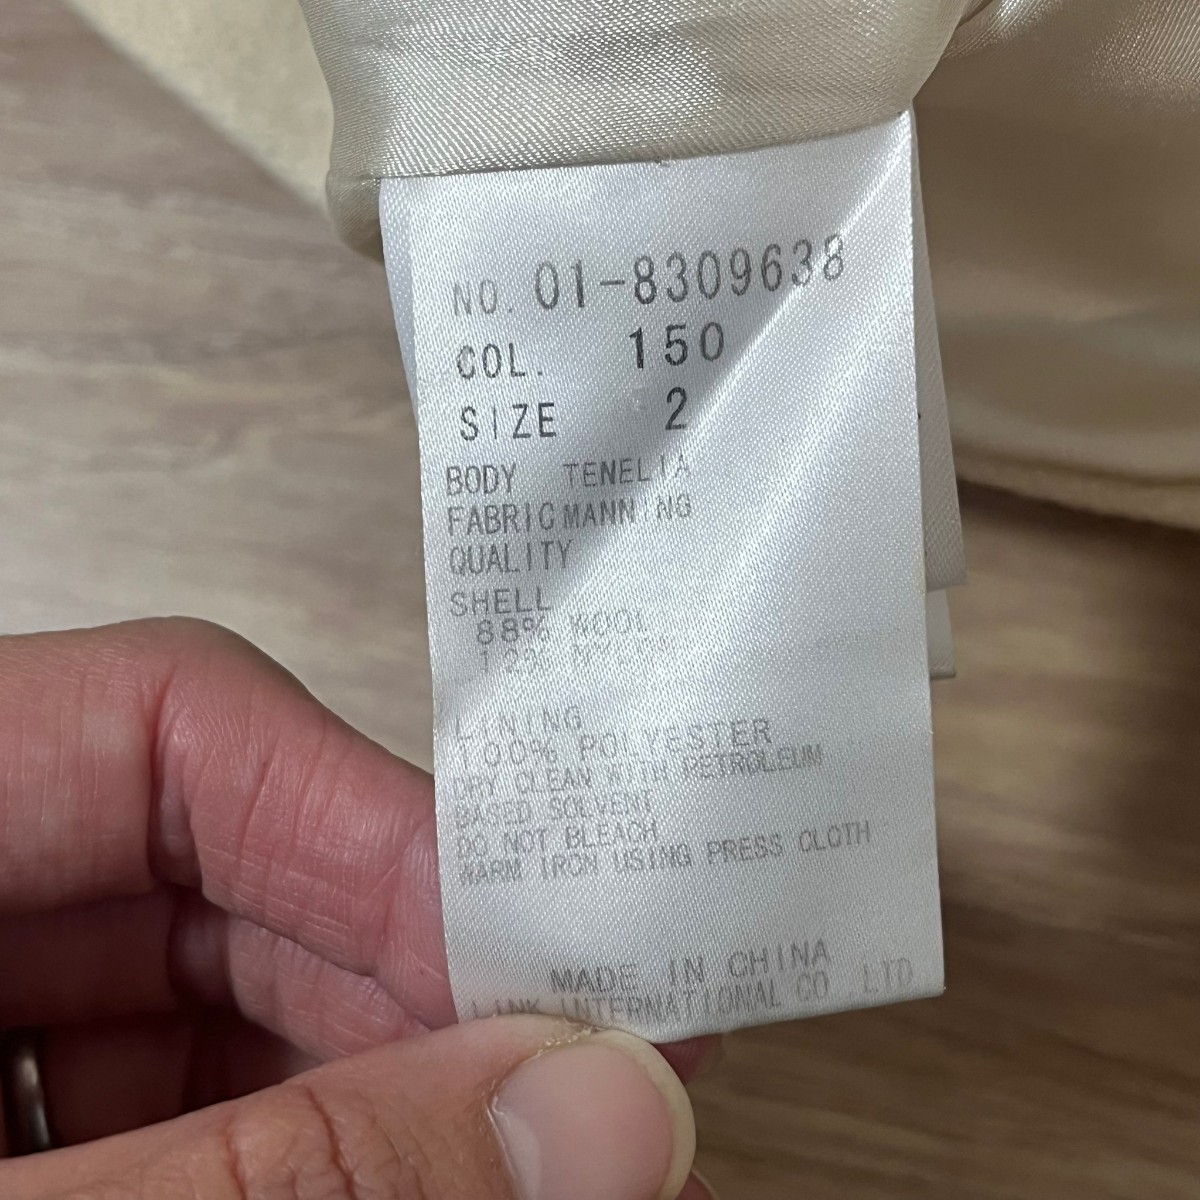 NO. 01-8309638
COL. 150
SIZE 2
BODY TENELIA
FABRIC MANNING
QUALITY
SHELL
88% WOOL
12%
LINING
100% POLYESTER
DRY CLEAN WITH PETROLEUM
BASED SOLVENT
DO NOT BLEACH
WARM IRON USING PRESS CLOTH
MADE IN CHINA
LINK INTERNATIONAL CO LTD